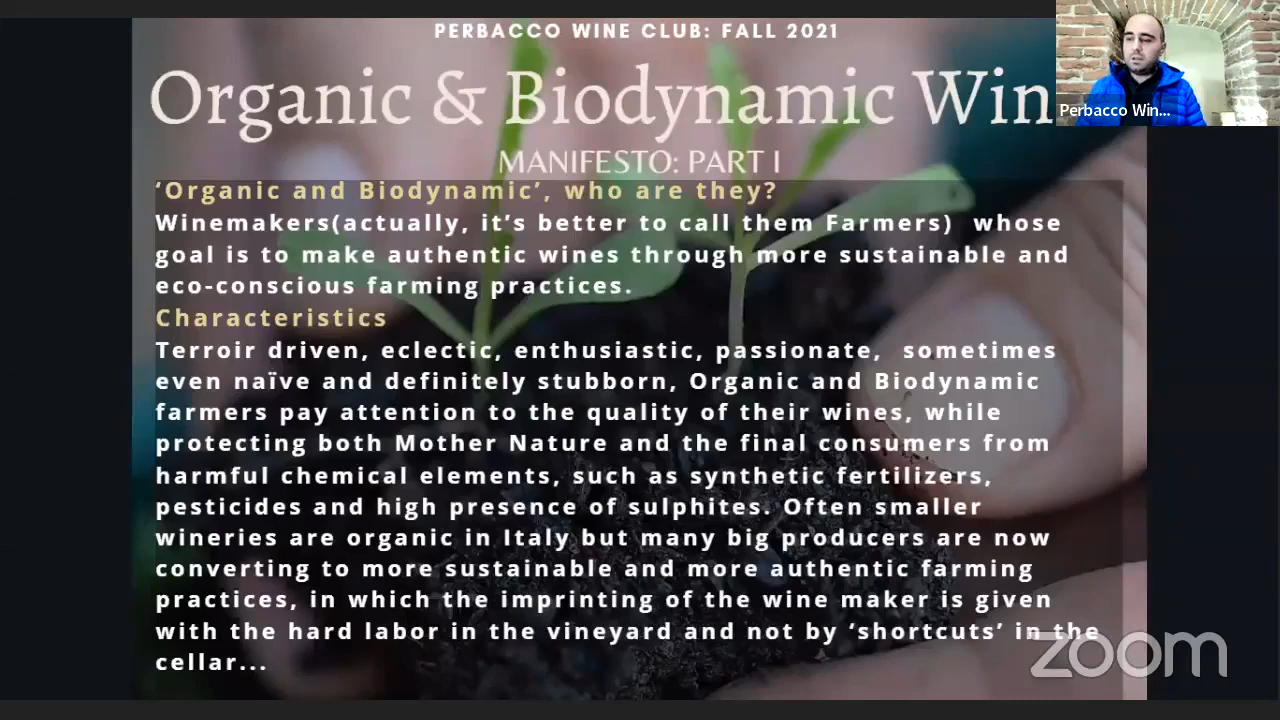 PERBACCO WINE CLUB: FALL 2021
Organic & Biodynamic Win
MANIFESTO: PART I
Perbacco Win...
‘Organic and Biodynamic’, who are they?
Winemakers(actually, it’s better to call them Farmers) whose
goal is to make authentic wines through more sustainable and
eco-conscious farming practices.
Characteristics
Terroir driven, eclectic, enthusiastic, passionate, sometimes
even naïve and definitely stubborn, Organic and Biodynamic
farmers pay attention to the quality of their wines, while
protecting both Mother Nature and the final consumers from
harmful chemical elements, such as synthetic fertilizers,
pesticides and high presence of sulphites. Often smaller
wineries are organic in Italy but many big producers are now
converting to more sustainable and more authentic farming
practices, in which the imprinting of the wine maker is given
with the hard labor in the vineyard and not by ‘shortcuts’ in the
cellar...
zoom